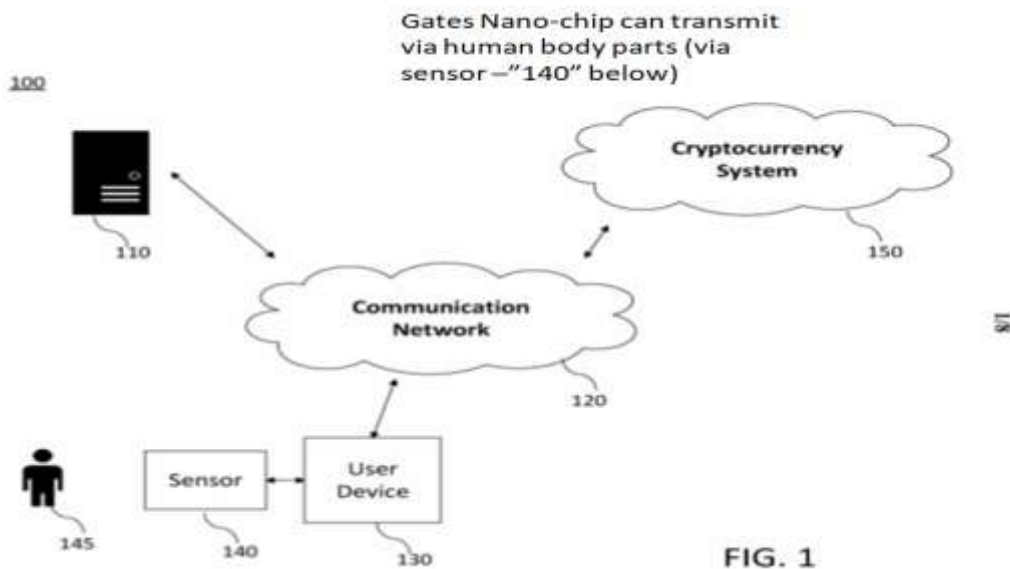 Gates Nano-chip can transmit
via human body parts (via
sensor –”140” below)
100
Cryptocurrency
System
110
150
Communication
Network
1/8
120
Sensor
User
Device
145
140
130
FIG. 1